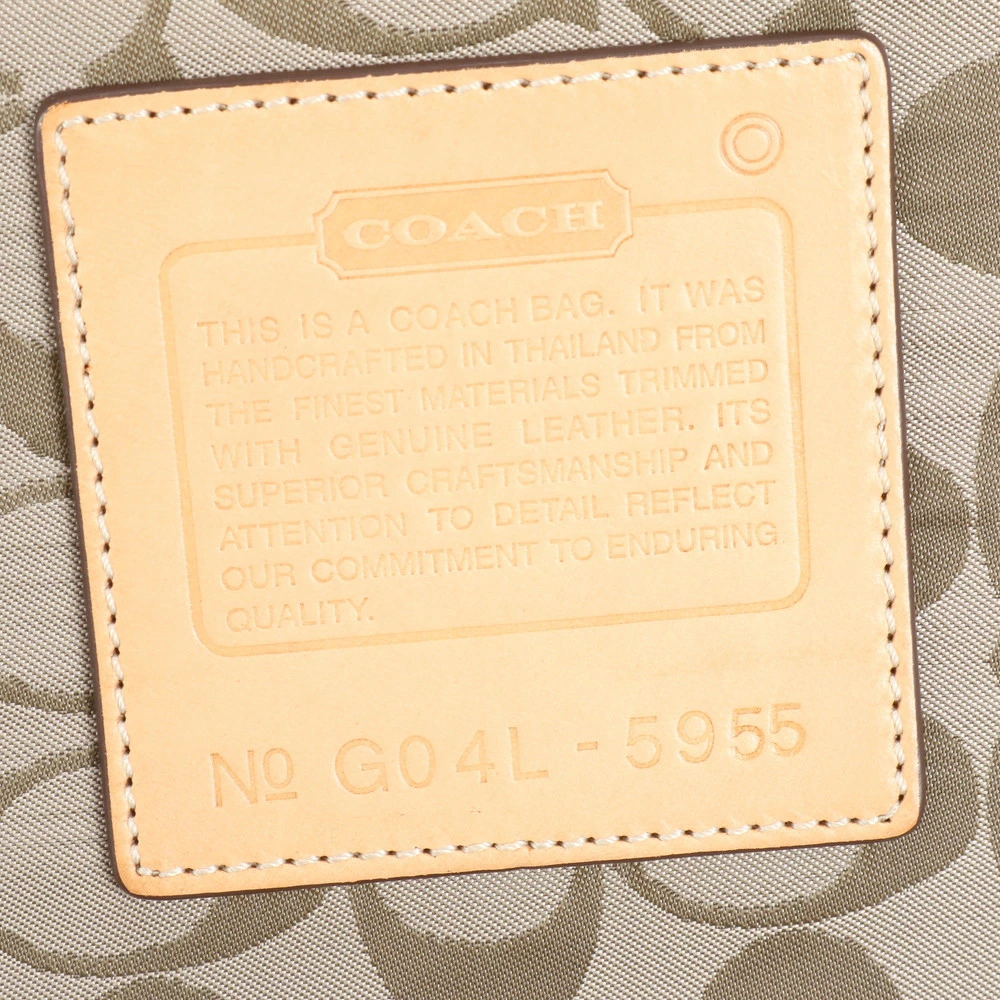 COACH
THIS IS A COACH BAG. IT WAS
HANDCRAFTED IN THAILAND FROM
THE FINEST MATERIALS TRIMMED
WITH GENUINE LEATHER. ITS
SUPERIOR CRAFTSMANSHIP AND
ATTENTION TO DETAIL REFLECT
OUR COMMITMENT TO ENDURING
QUALITY.
Nº G04L-5955